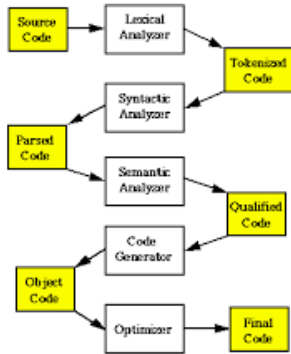 Source
Code
Lexical
Analyzer
Tokenized
Code
Syntactic
Analyzer
Parsed
Code
Semantic
Analyzer
Qualified
Code
Code
Generator
Object
Code
Optimizer
Final
Code